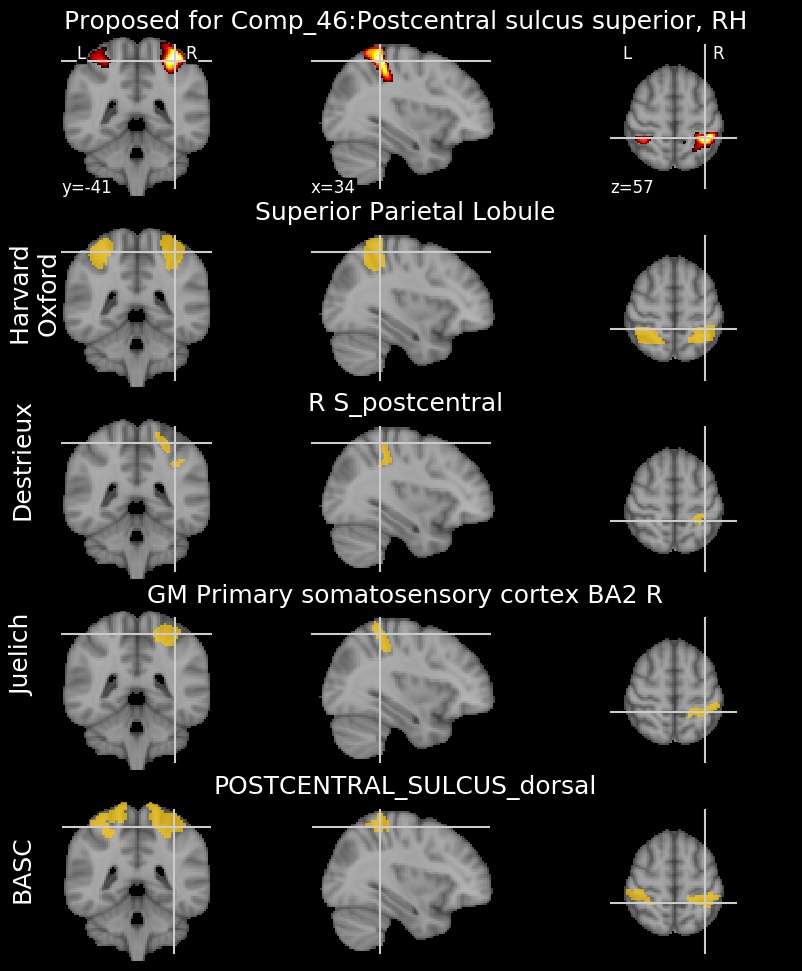 Proposed for Comp_46:Postcentral sulcus superior, RH
L R
L R
y=-41 x=34 z=57
Superior Parietal Lobule
Harvard
Oxford
R S_postcentral
Destrieux
GM Primary somatosensory cortex BA2 R
Juelich
POSTCENTRAL_SULCUS_dorsal
BASC